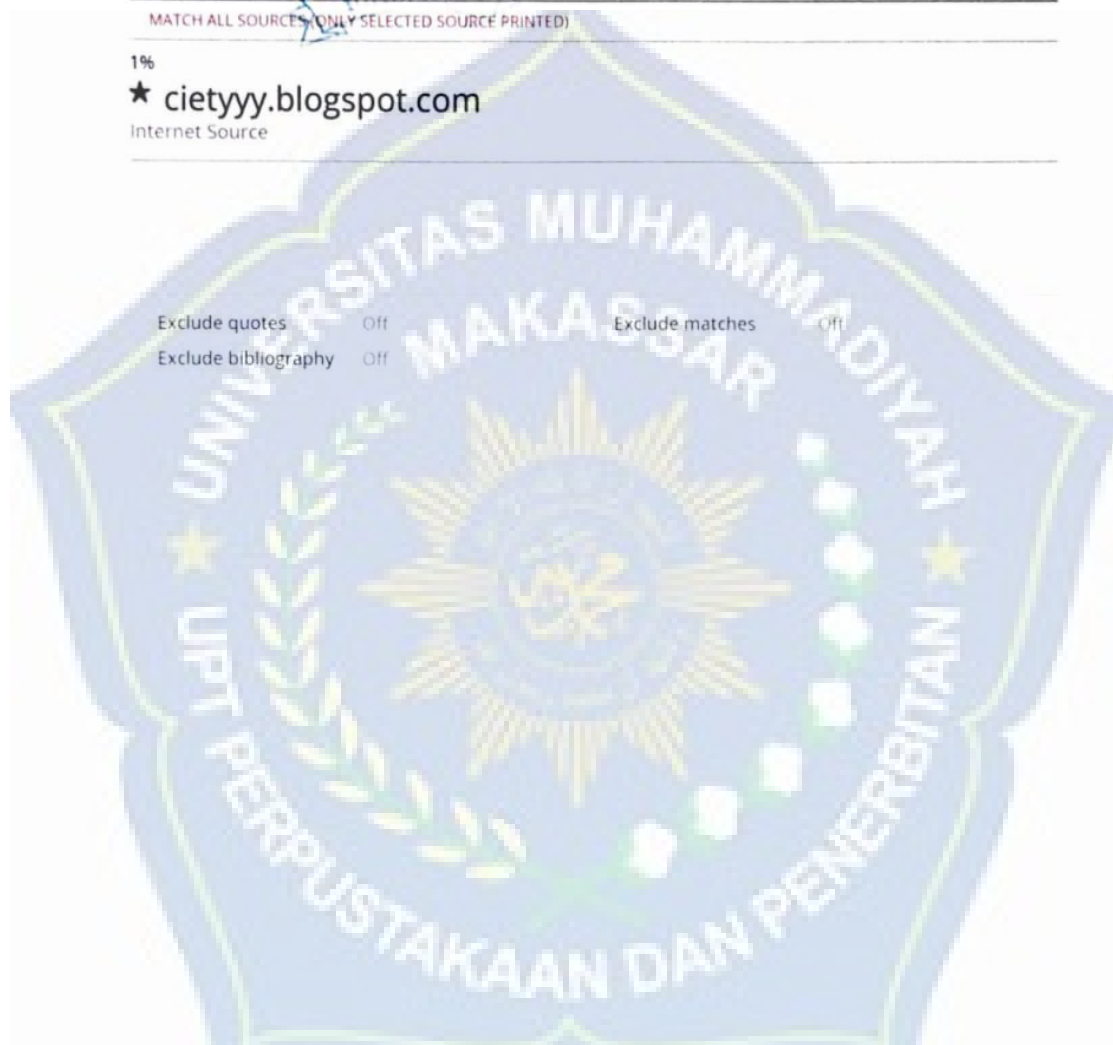 MATCH ALL SOURCES (ONLY SELECTED SOURCE PRINTED)
1%
★ cietyyy.blogspot.com
Internet Source
UNIVERSITAS MUHAMMADIYAH
MAKASSAR
Exclude quotes Off
Exclude matches Off
Exclude bibliography Off
UPT PERPUSTAKAAN DAN PENERBITAN